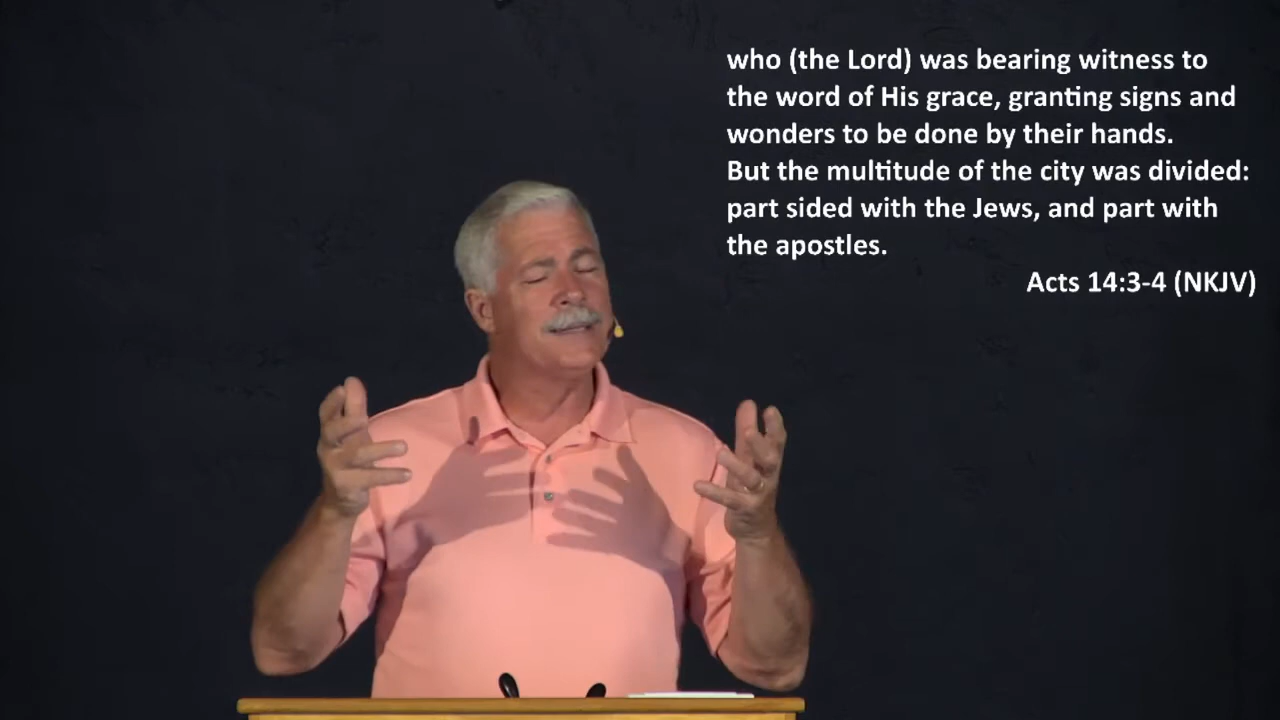 who (the Lord) was bearing witness to
the word of His grace, granting signs and
wonders to be done by their hands.
But the multitude of the city was divided:
part sided with the Jews, and part with
the apostles.
Acts 14:3-4 (NKJV)